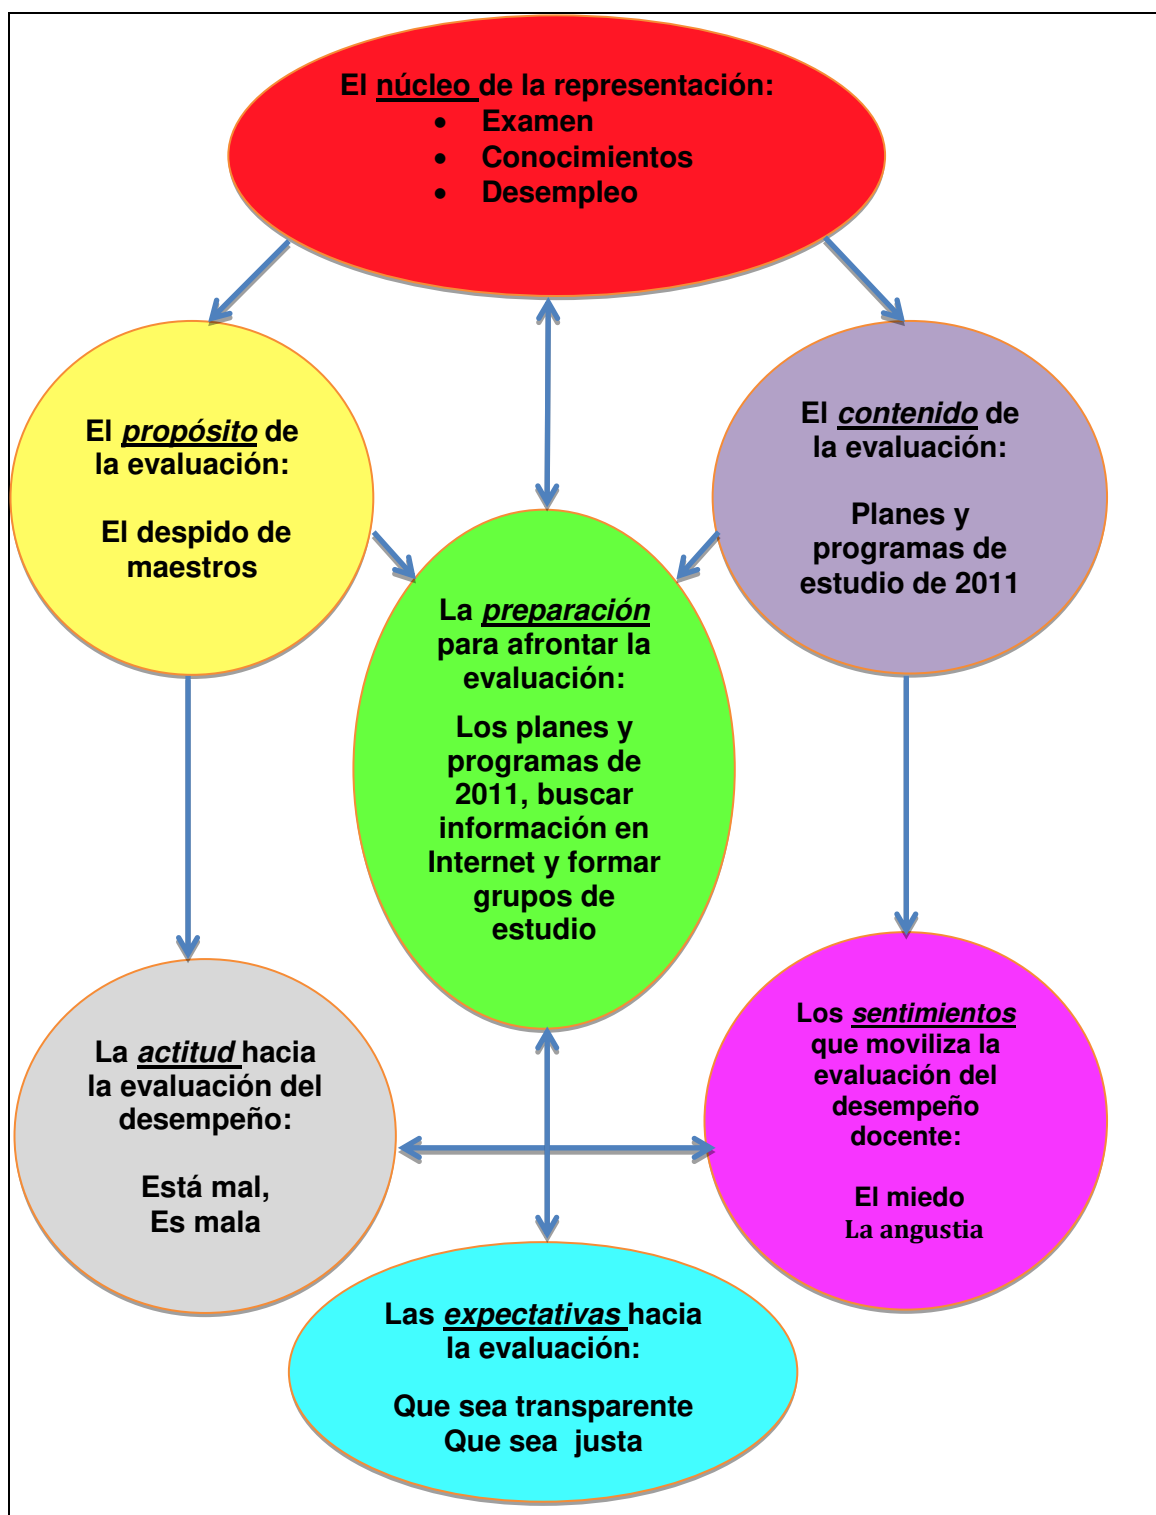 El núcleo de la representación:
• Examen
• Conocimientos
• Desempleo
El propósito de
la evaluación:
El despido de
maestros
El contenido de
la evaluación:
Planes y
programas de
estudio de 2011
La preparación
para afrontar la
evaluación:
Los planes y
programas de
2011, buscar
información en
Internet y formar
grupos de
estudio
La actitud hacia
la evaluación del
desempeño:
Está mal,
Es mala
Los sentimientos
que moviliza la
evaluación del
desempeño
docente:
El miedo
La angustia
Las expectativas hacia
la evaluación:
Que sea transparente
Que sea justa